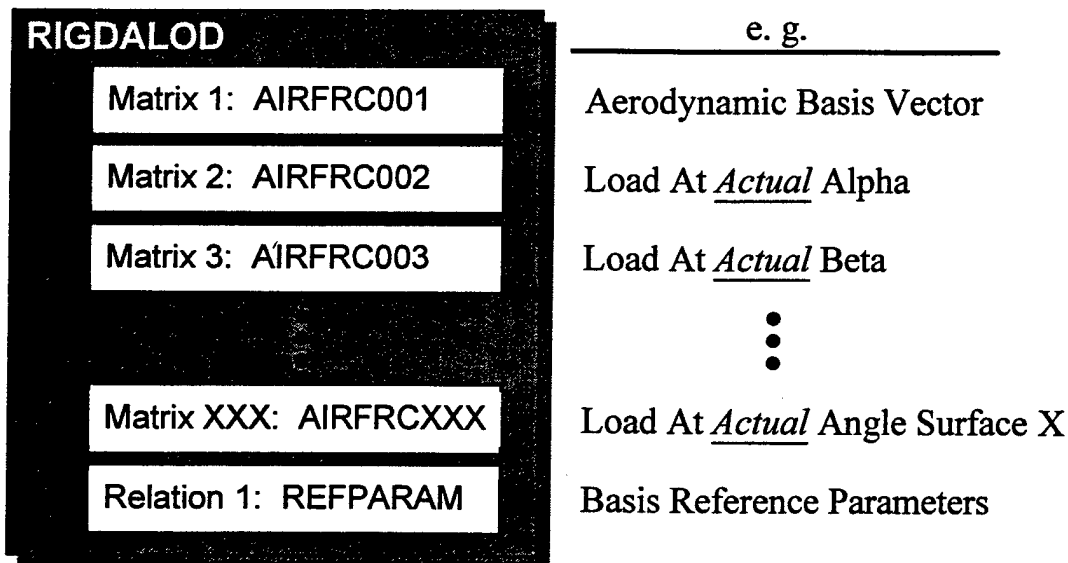 RIGDALOD
e. g.
Matrix 1: AIRFRC001
Aerodynamic Basis Vector
Matrix 2: AIRFRC002
Load At Actual Alpha
Matrix 3: AIRFRC003
Load At Actual Beta
Matrix XXX: AIRFRCXXX
Load At Actual Angle Surface X
Relation 1: REFPARAM
Basis Reference Parameters